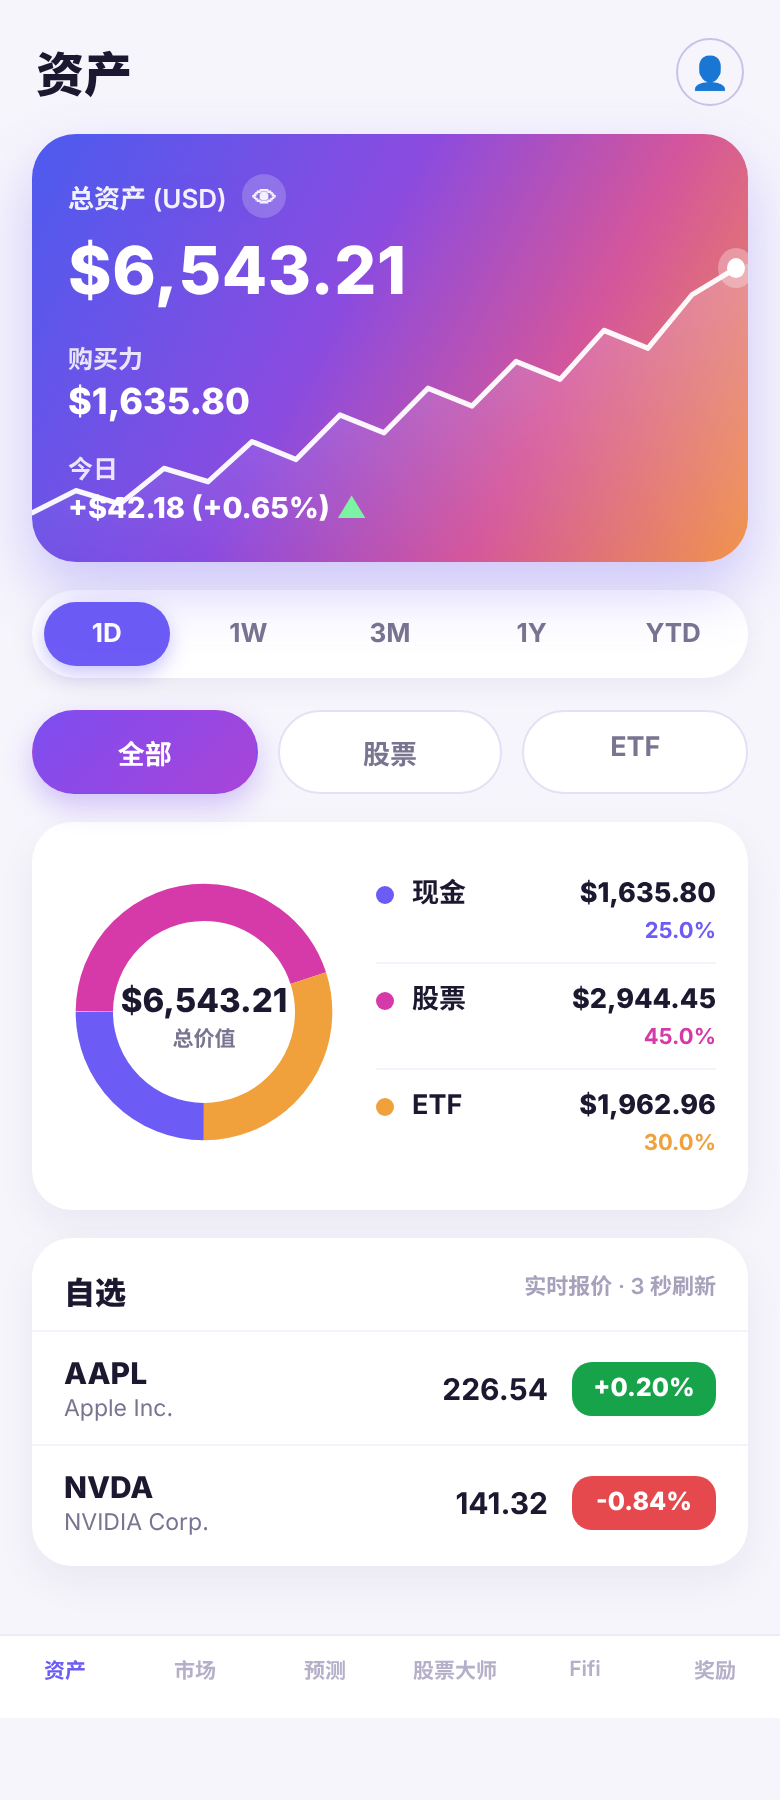 资产
总资产 (USD)
$6,543.21
购买力
$1,635.80
今日
+$42.18 (+0.65%)
1D 1W 3M 1Y YTD
全部 股票 ETF
现金 $1,635.80
25.0%
股票 $2,944.45
45.0%
ETF $1,962.96
30.0%
$6,543.21
总价值
自选 实时报价 · 3 秒刷新
AAPL 226.54 +0.20%
Apple Inc.
NVDA 141.32 -0.84%
NVIDIA Corp.
资产 市场 预测 股票大师 Fifi 奖励